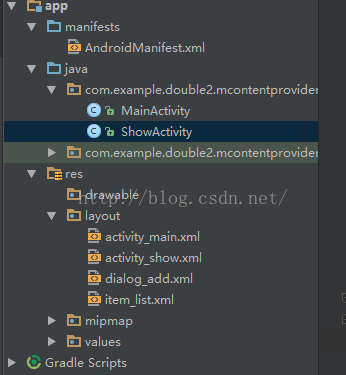 app
manifests
AndroidManifest.xml
java
com.example.double2.mcontentprovider
MainActivity
ShowActivity
com.example.double2.mcontentprovider
res
drawable
http://blog.csdn.net/
layout
activity_main.xml
activity_show.xml
dialog_add.xml
item_list.xml
mipmap
values
Gradle Scripts